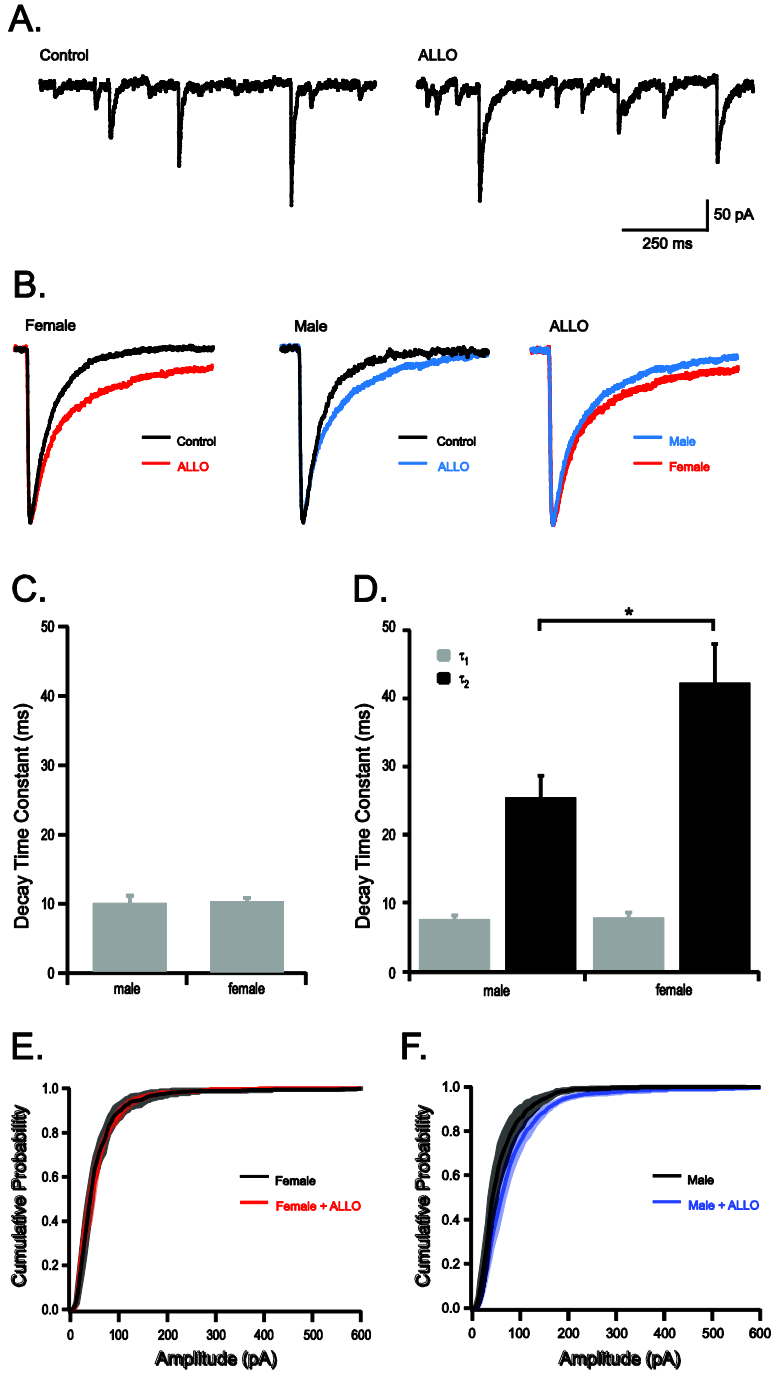 A.
Control
ALLO
50 pA
250 ms
B.
Female
Male
ALLO
Control
ALLO
Control
ALLO
Male
Female
C.
D.
Decay Time Constant (ms)
50
40
30
20
10
0
male
female
Decay Time Constant (ms)
50
40
30
20
10
0
τ1
τ2
*
male
female
E.
F.
Cumulative Probability
1.0
0.8
0.6
0.4
0.2
0.0
Female
Female + ALLO
0 100 200 300 400 500 600
Amplitude (pA)
Cumulative Probability
1.0
0.8
0.6
0.4
0.2
0.0
Male
Male + ALLO
0 100 200 300 400 500 600
Amplitude (pA)